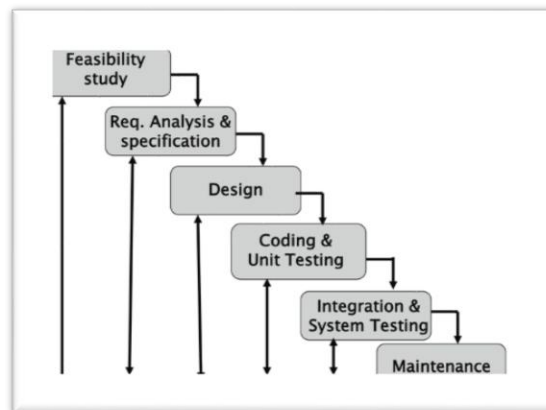 Feasibility
study
Req. Analysis &
specification
Design
Coding &
Unit Testing
Integration &
System Testing
Maintenance